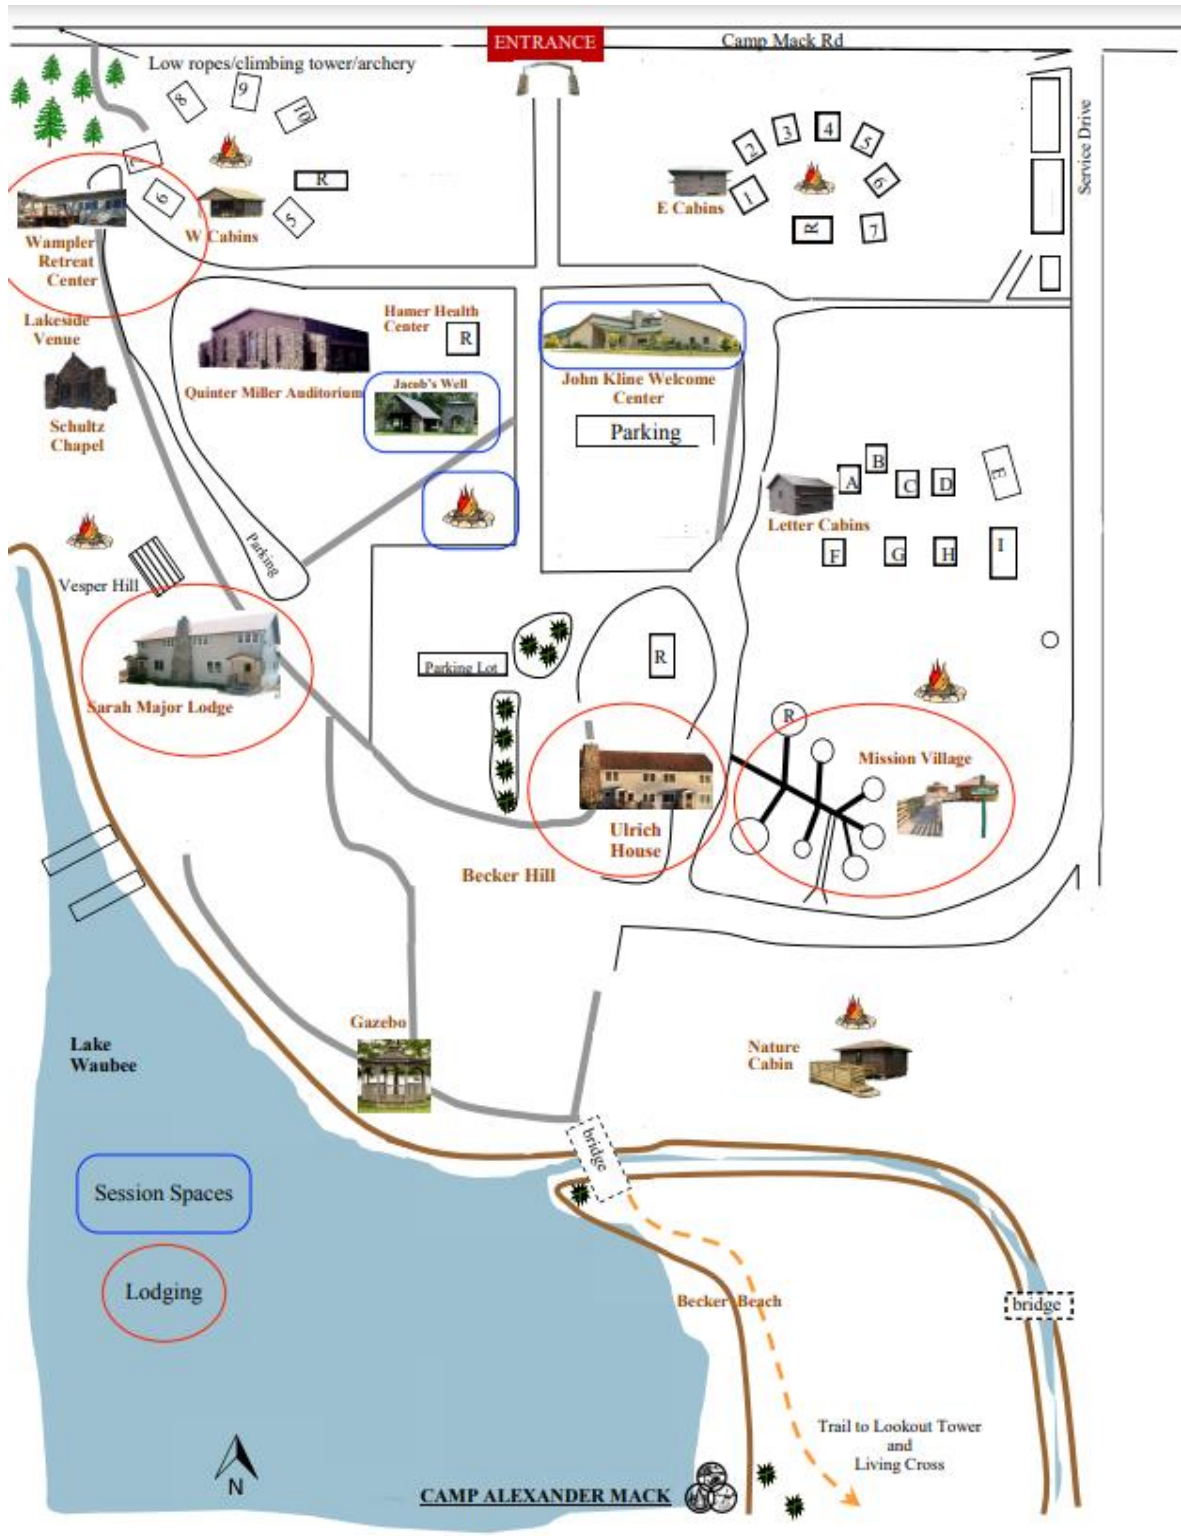 ENTRANCE
Camp Mack Rd
Low ropes/climbing tower/archery
Service Drive
8
9
10
7
6
R
5
W Cabins
Wampler
Retreat
Center
2
3
4
5
1
6
R
7
E Cabins
Lakeside
Venue
Schultz
Chapel
Hamer Health
Center
R
Quinter Miller Auditorium
Jacob's Well
John Kline Welcome
Center
Parking
A
B
C
D
E
Letter Cabins
F
G
H
I
Parking
Vesper Hill
Sarah Major Lodge
Parking Lot
R
R
Mission Village
Ulrich
House
Becker Hill
Gazebo
Lake
Waubee
Nature
Cabin
bridge
Session Spaces
Lodging
Becker Beach
bridge
Trail to Lookout Tower
and
Living Cross
N
CAMP ALEXANDER MACK